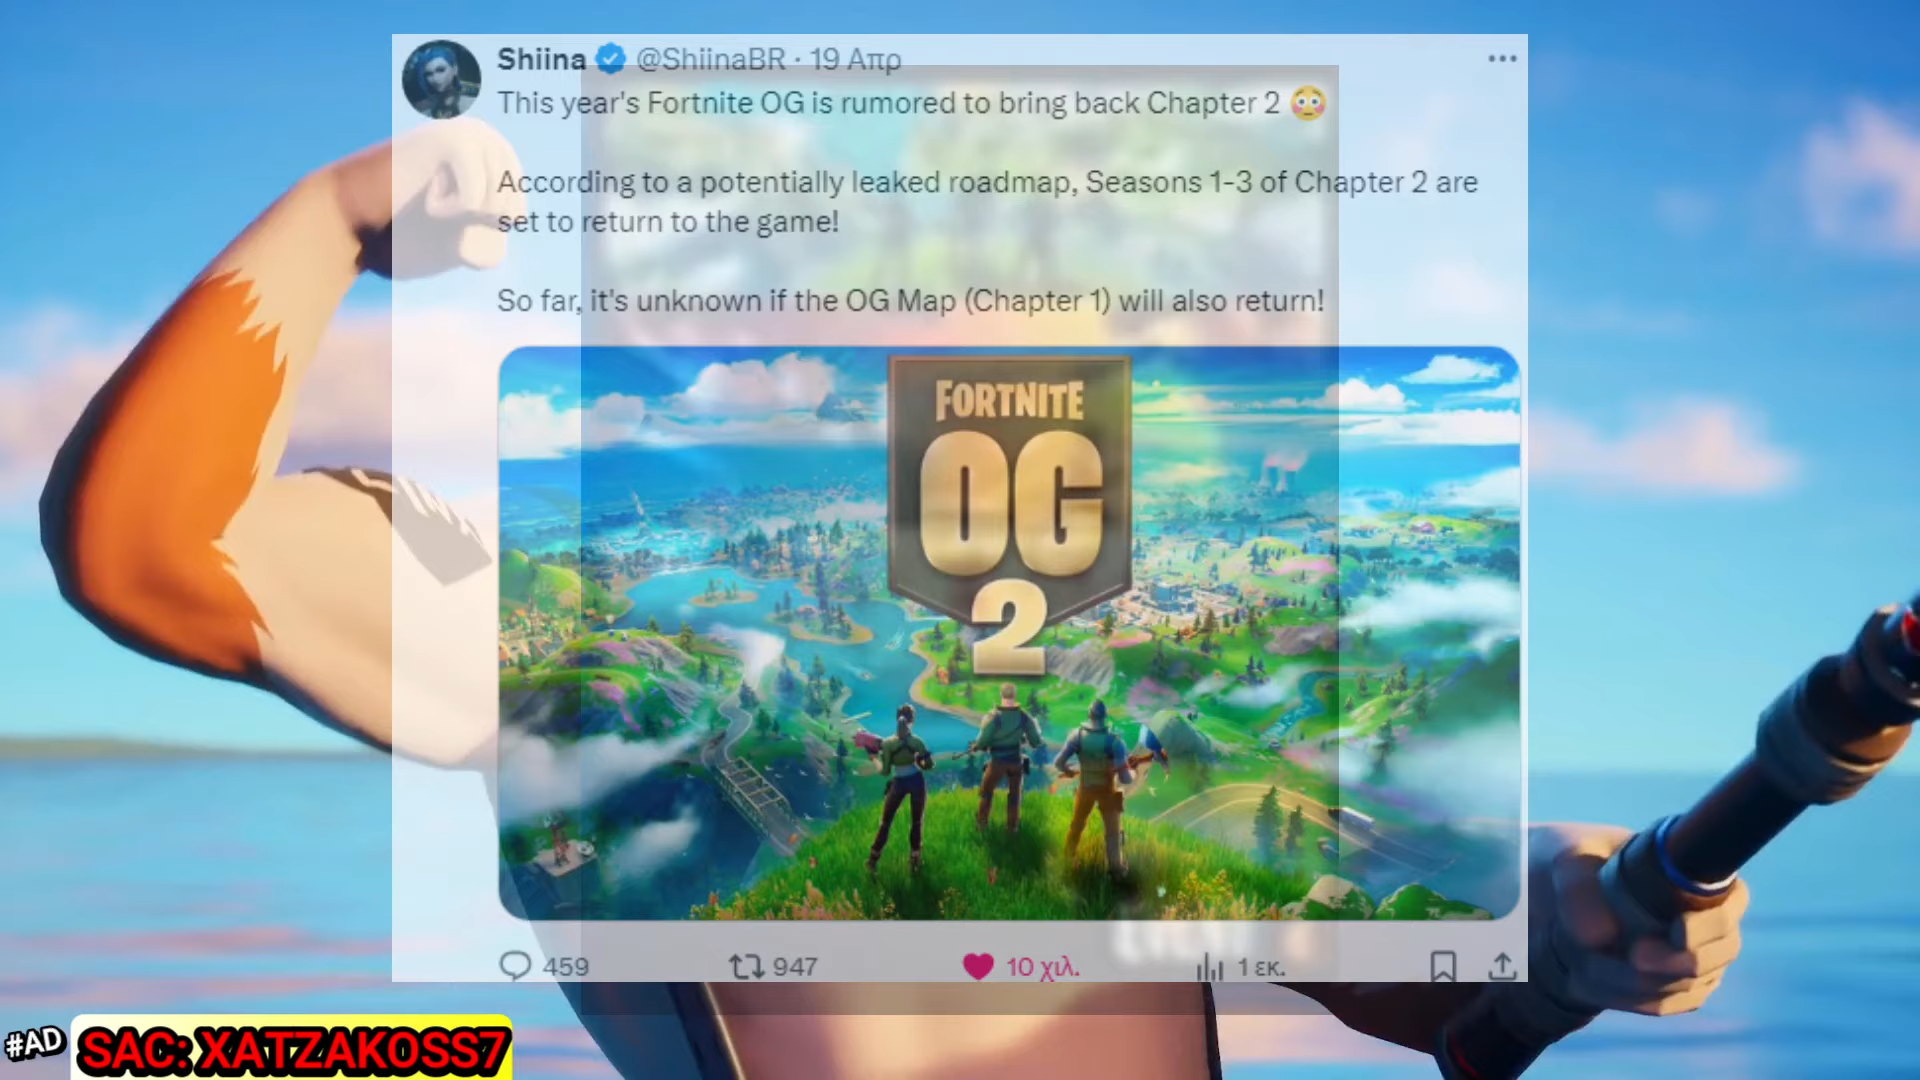 Shiina @ShiinaBR · 19 Απρ
This year's Fortnite OG is rumored to bring back Chapter 2 😳
According to a potentially leaked roadmap, Seasons 1-3 of Chapter 2 are
set to return to the game!
So far, it's unknown if the OG Map (Chapter 1) will also return!
FORTNITE
OG
2
459 947 10 χιλ. 1 εκ.
#AD SAC: XATZAKOSS7